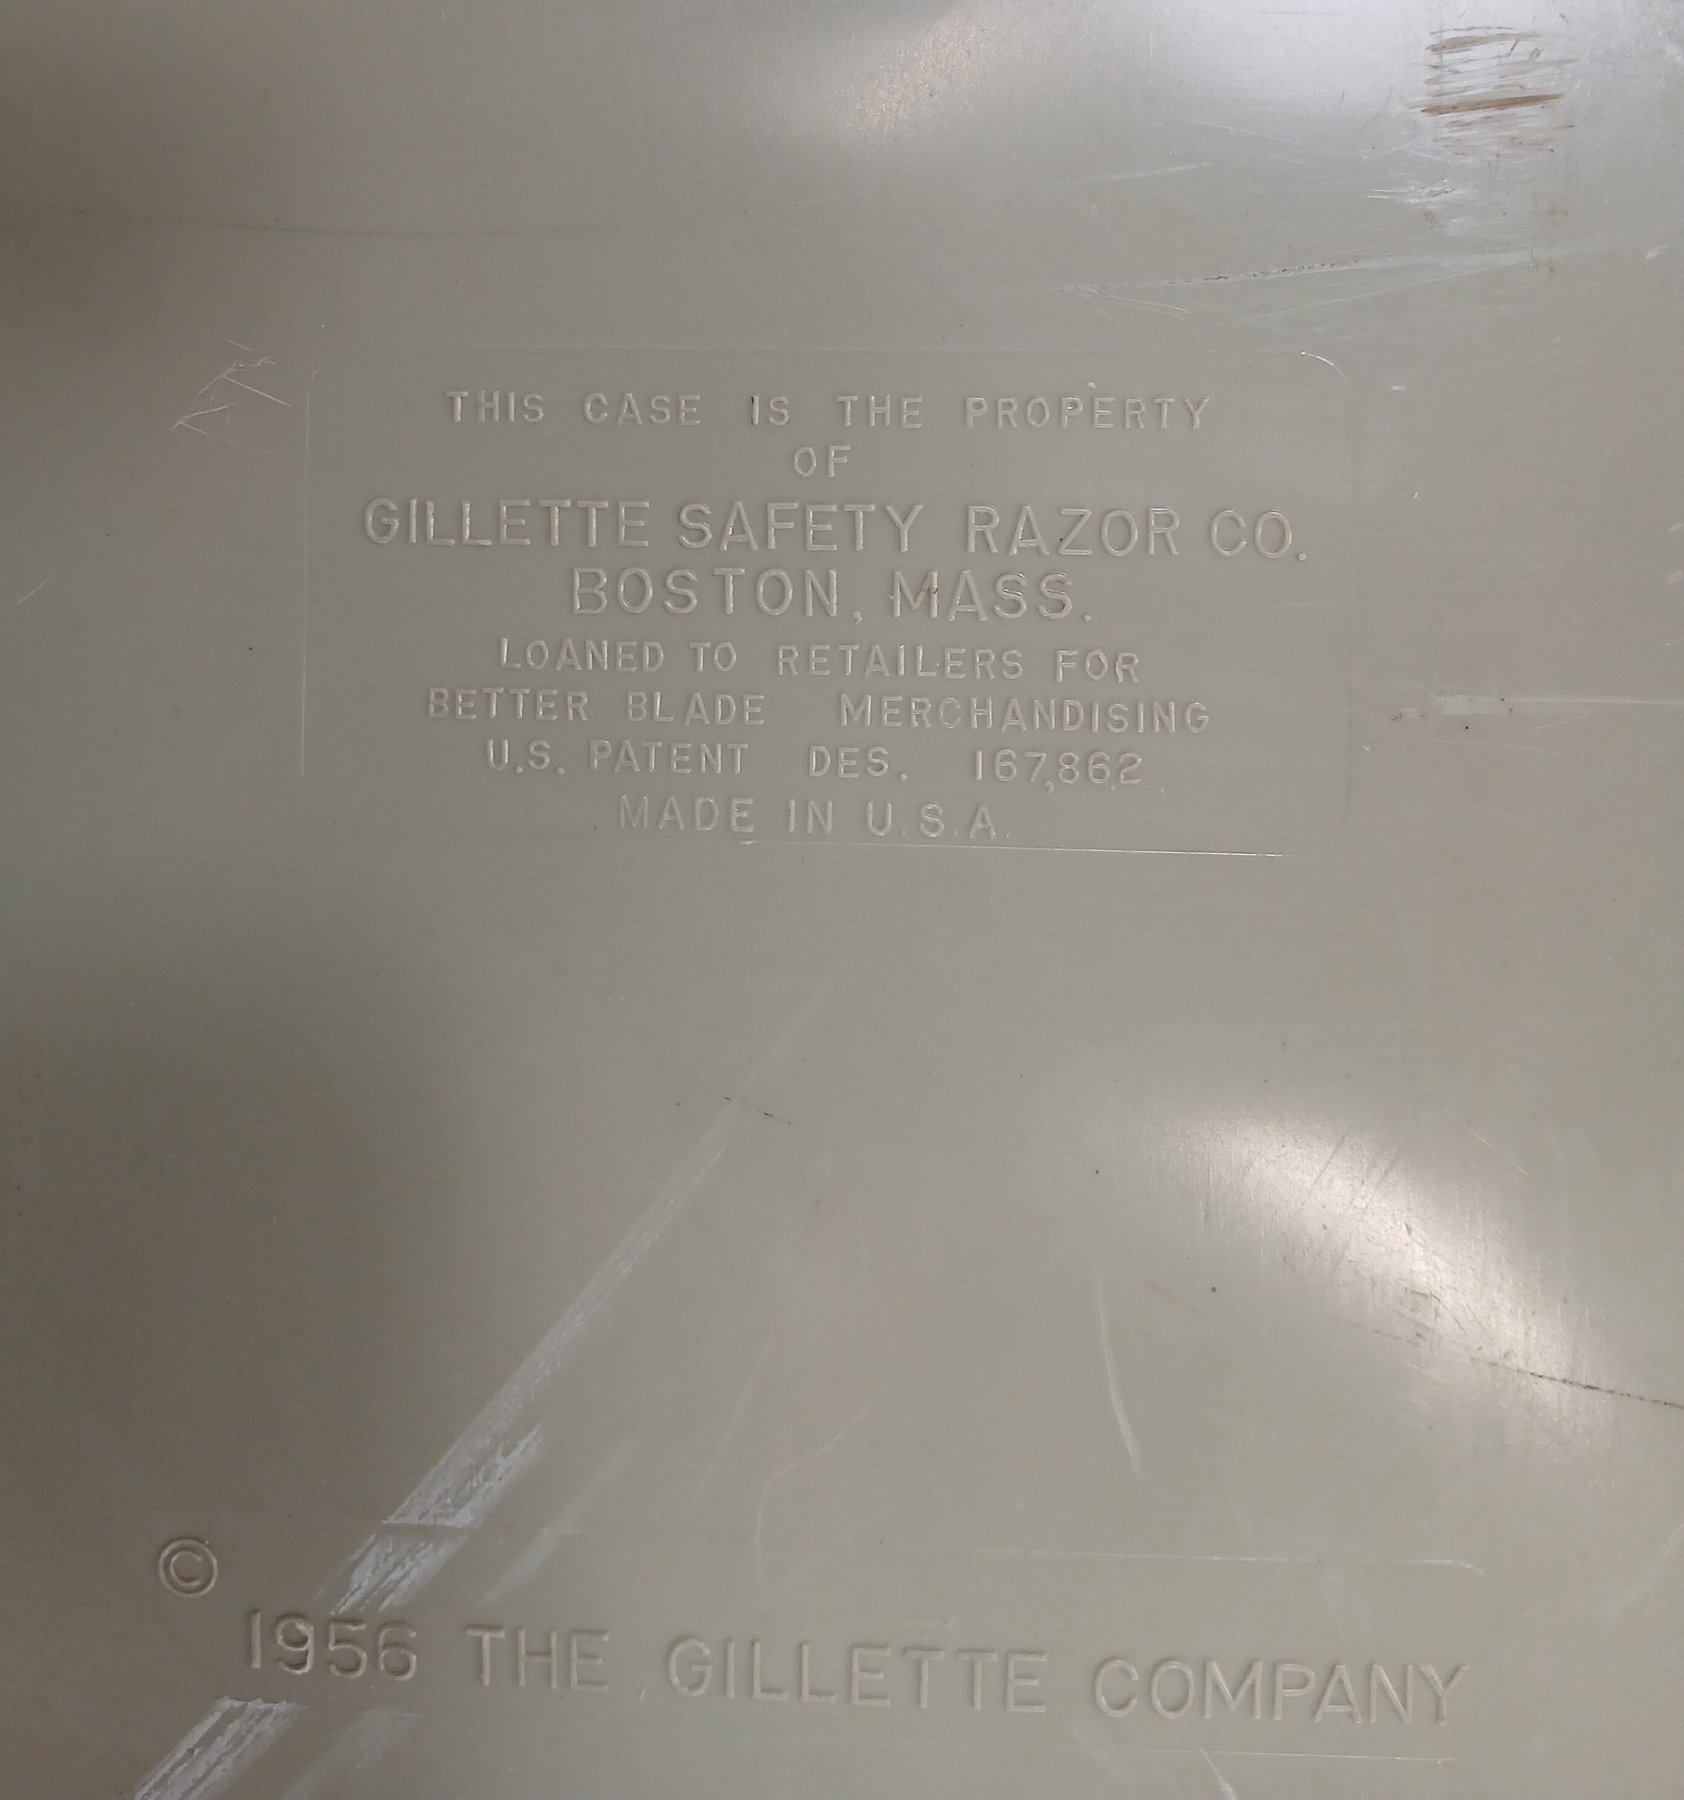 THIS CASE IS THE PROPERTY
OF
GILLETTE SAFETY RAZOR CO.
BOSTON, MASS.
LOANED TO RETAILERS FOR
BETTER BLADE MERCHANDISING
U.S. PATENT DES. 167,862
MADE IN U.S.A.
©
1956 THE GILLETTE COMPANY